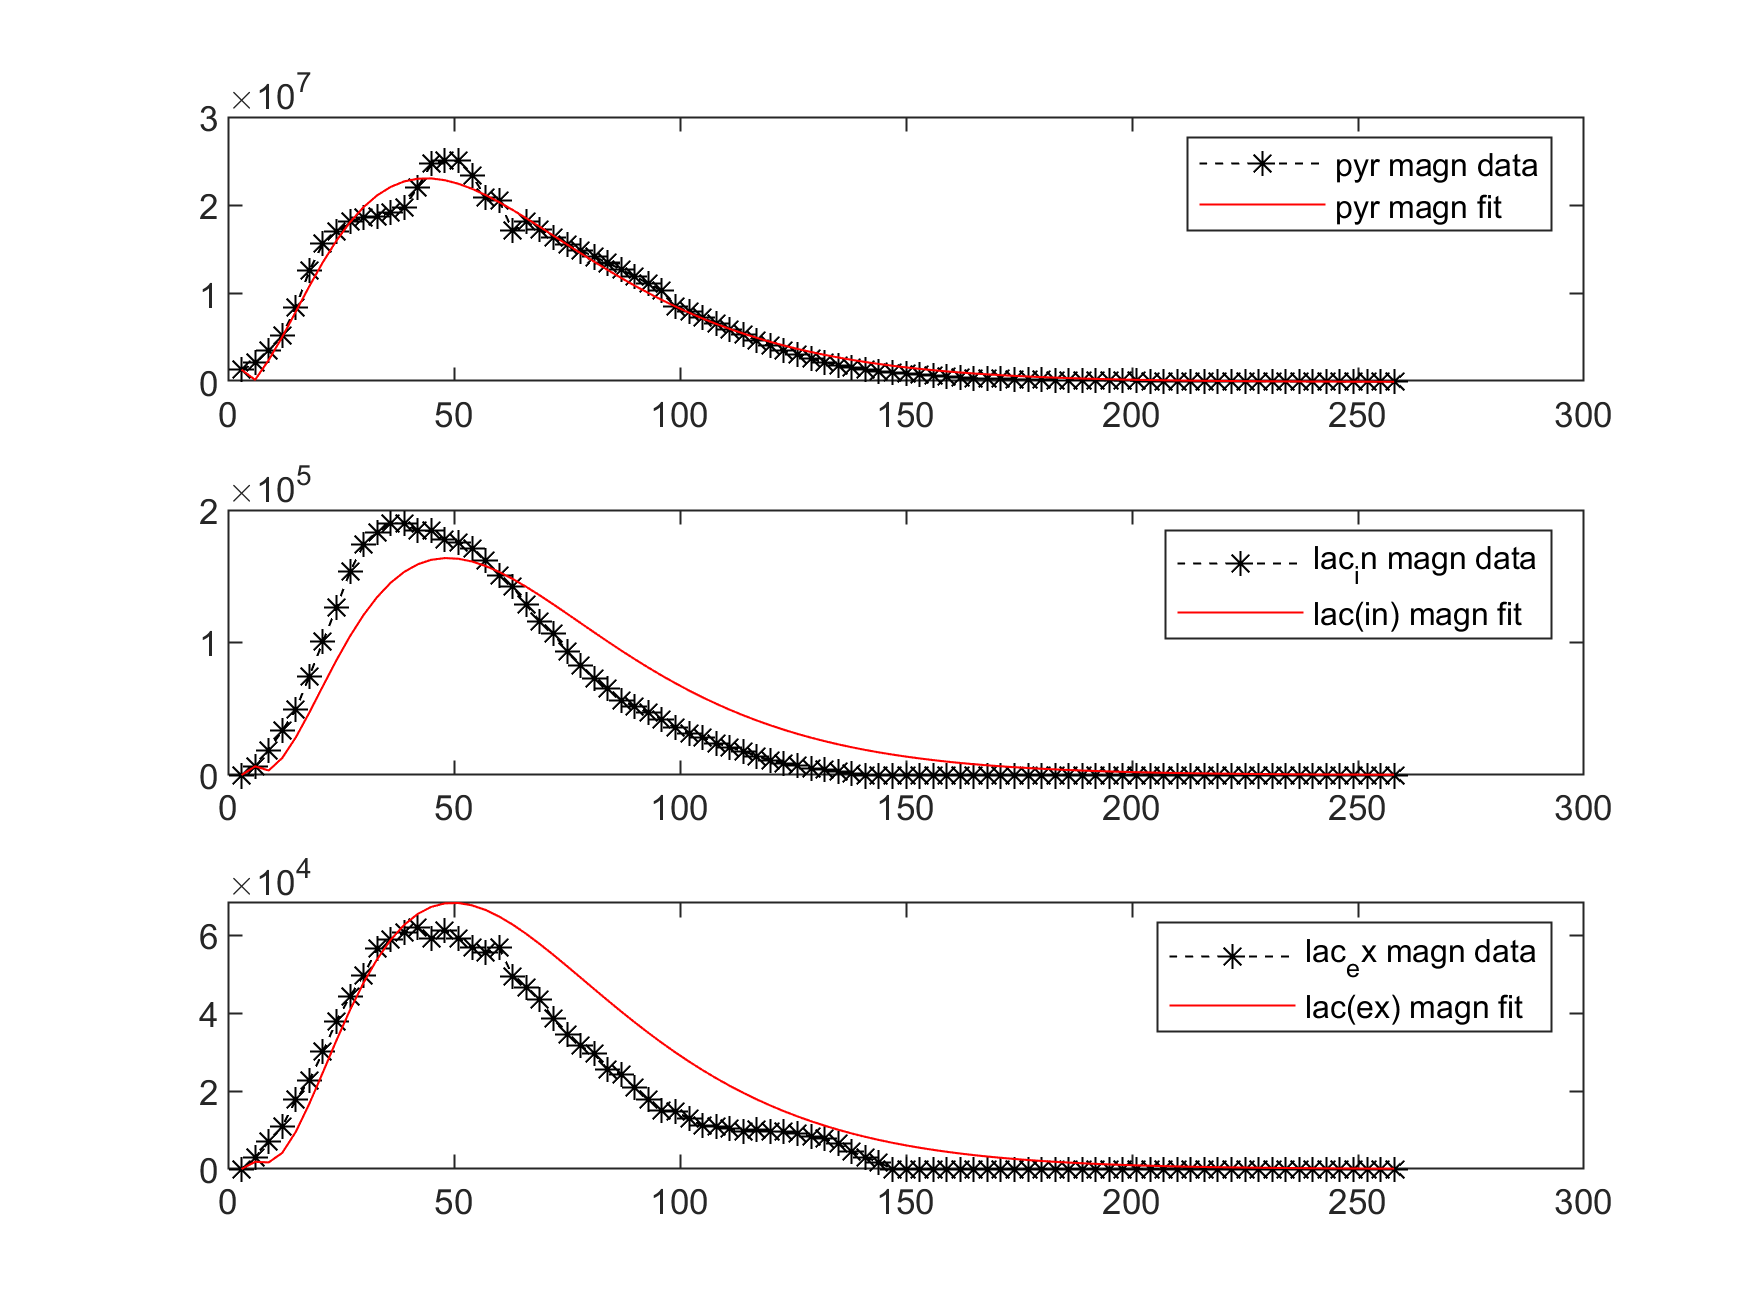 ×10^7
3
2
1
0
0 50 100 150 200 250 300
pyr magn data
pyr magn fit
×10^5
2
1
0
0 50 100 150 200 250 300
lac_in magn data
lac(in) magn fit
×10^4
6
4
2
0
0 50 100 150 200 250 300
lac_ex magn data
lac(ex) magn fit